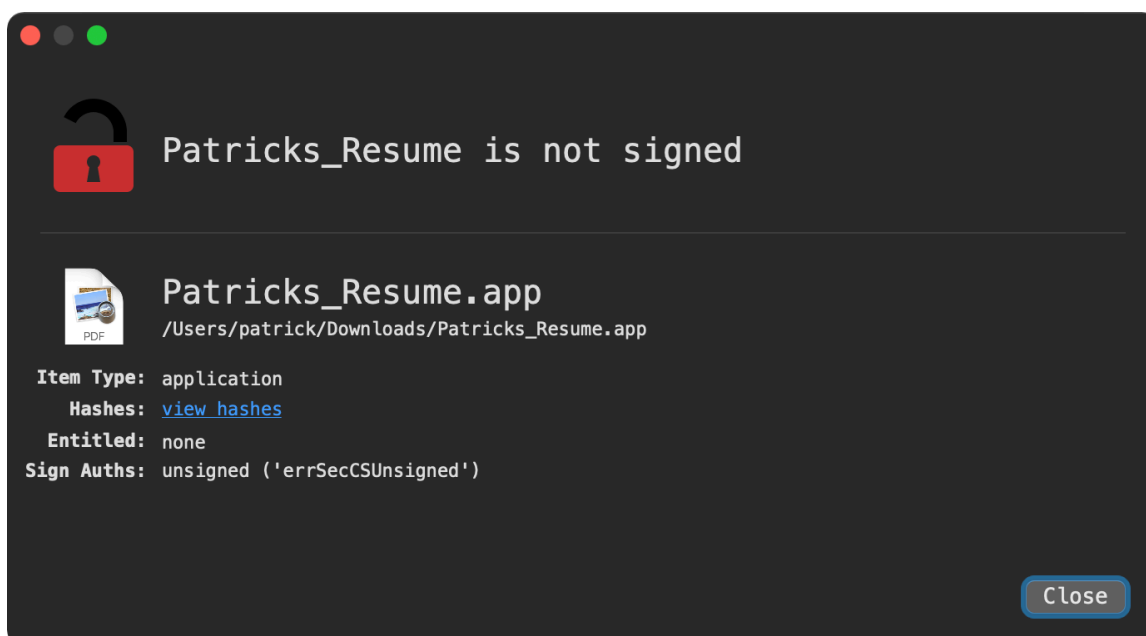 Patricks_Resume is not signed
PDF
Patricks_Resume.app
/Users/patrick/Downloads/Patricks_Resume.app
Item Type: application
Hashes: view hashes
Entitled: none
Sign Auths: unsigned ('errSecCSUnsigned')
Close